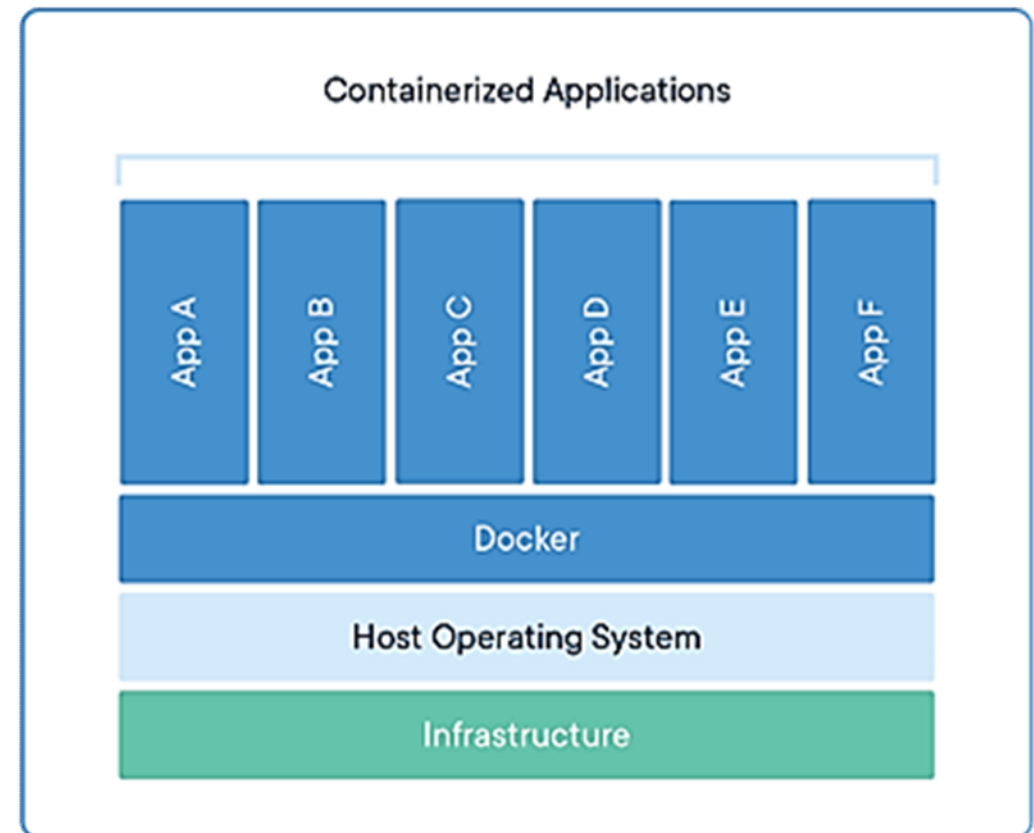 Containerized Applications
App A
App B
App C
App D
App E
App F
Docker
Host Operating System
Infrastructure